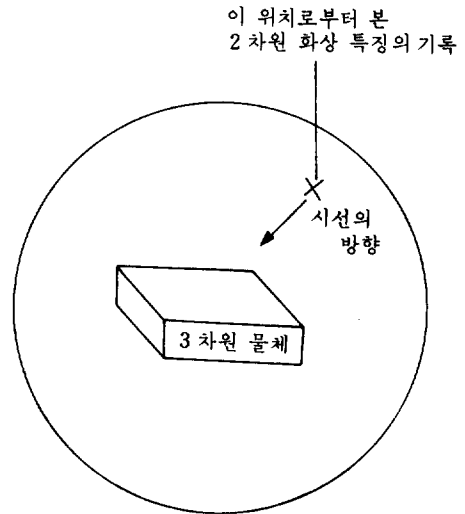 이 위치로부터 본
2차원 화상 특징의 기록
시선의
방향
3차원 물체